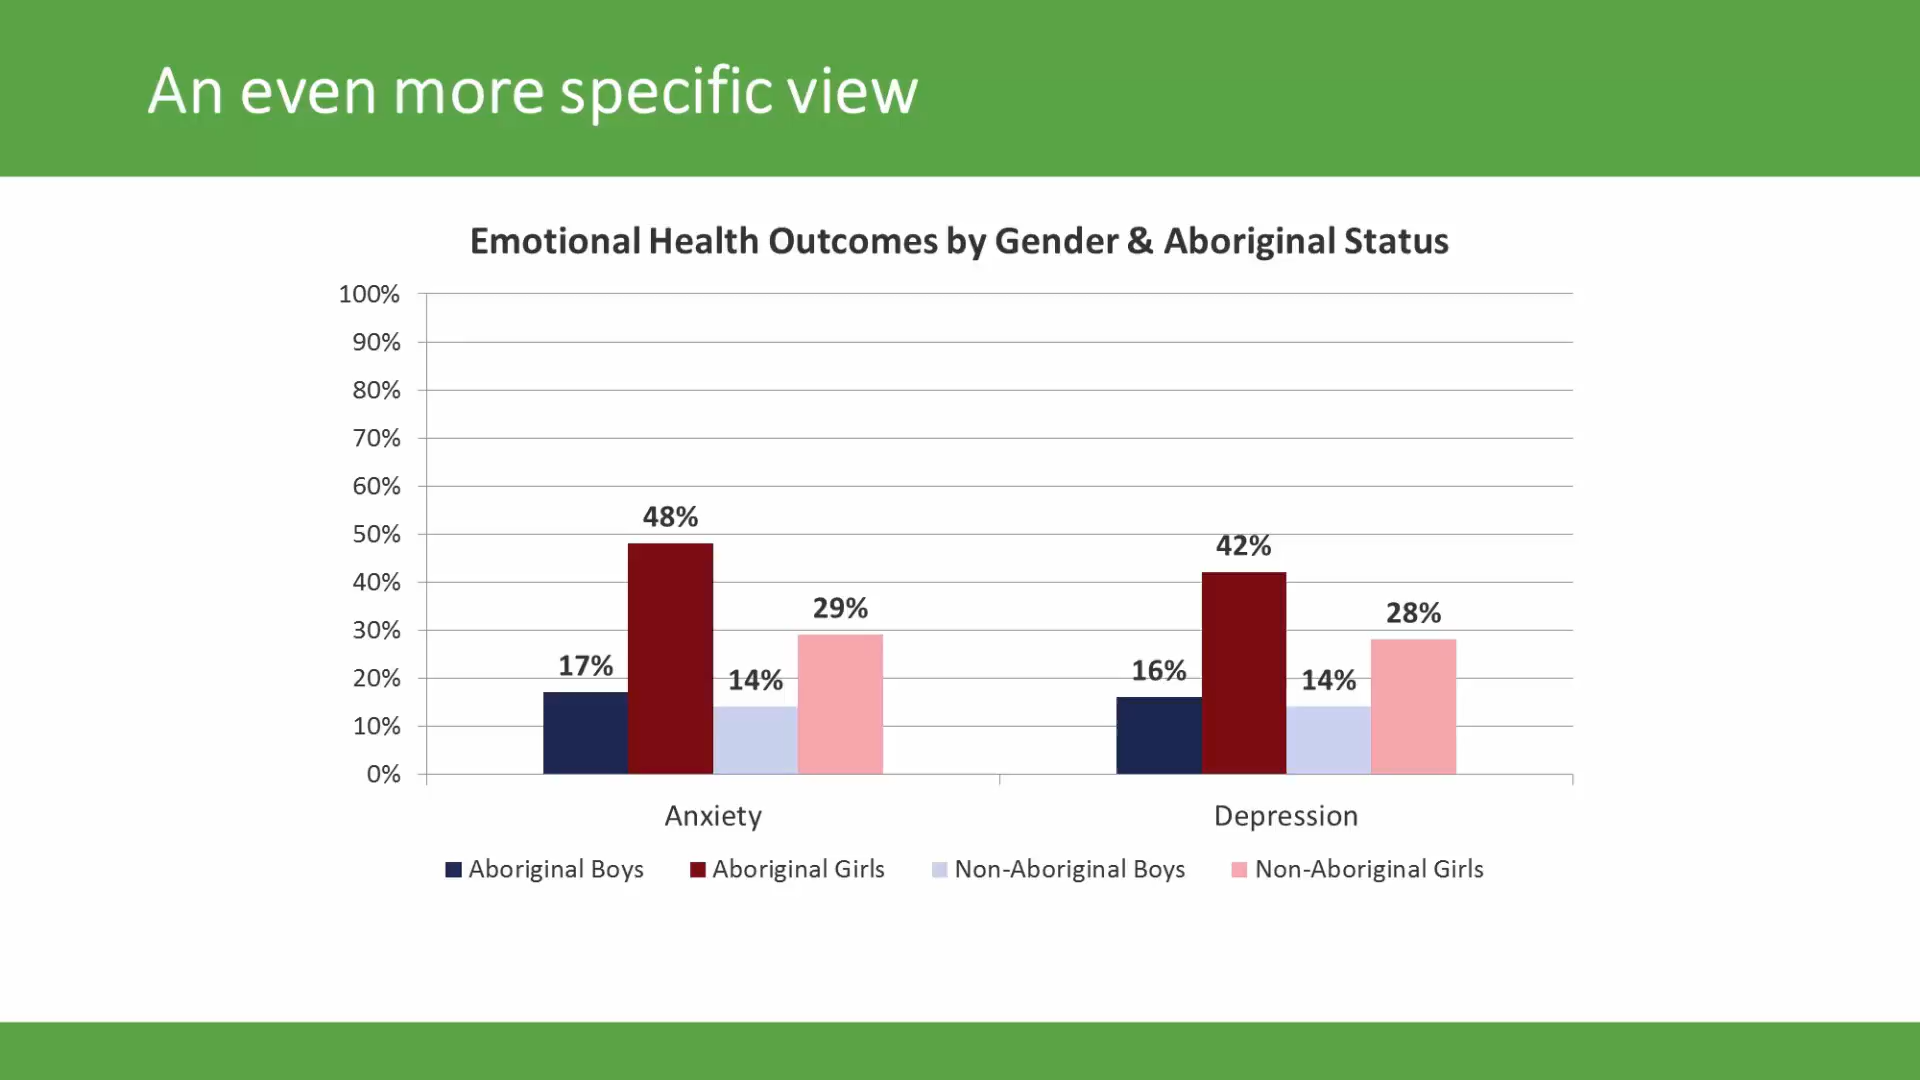 An even more specific view
Emotional Health Outcomes by Gender & Aboriginal Status
100%
90%
80%
70%
60%
50%
40%
30%
20%
10%
0%
17%
48%
14%
29%
16%
42%
14%
28%
Anxiety
Depression
Aboriginal Boys
Aboriginal Girls
Non-Aboriginal Boys
Non-Aboriginal Girls